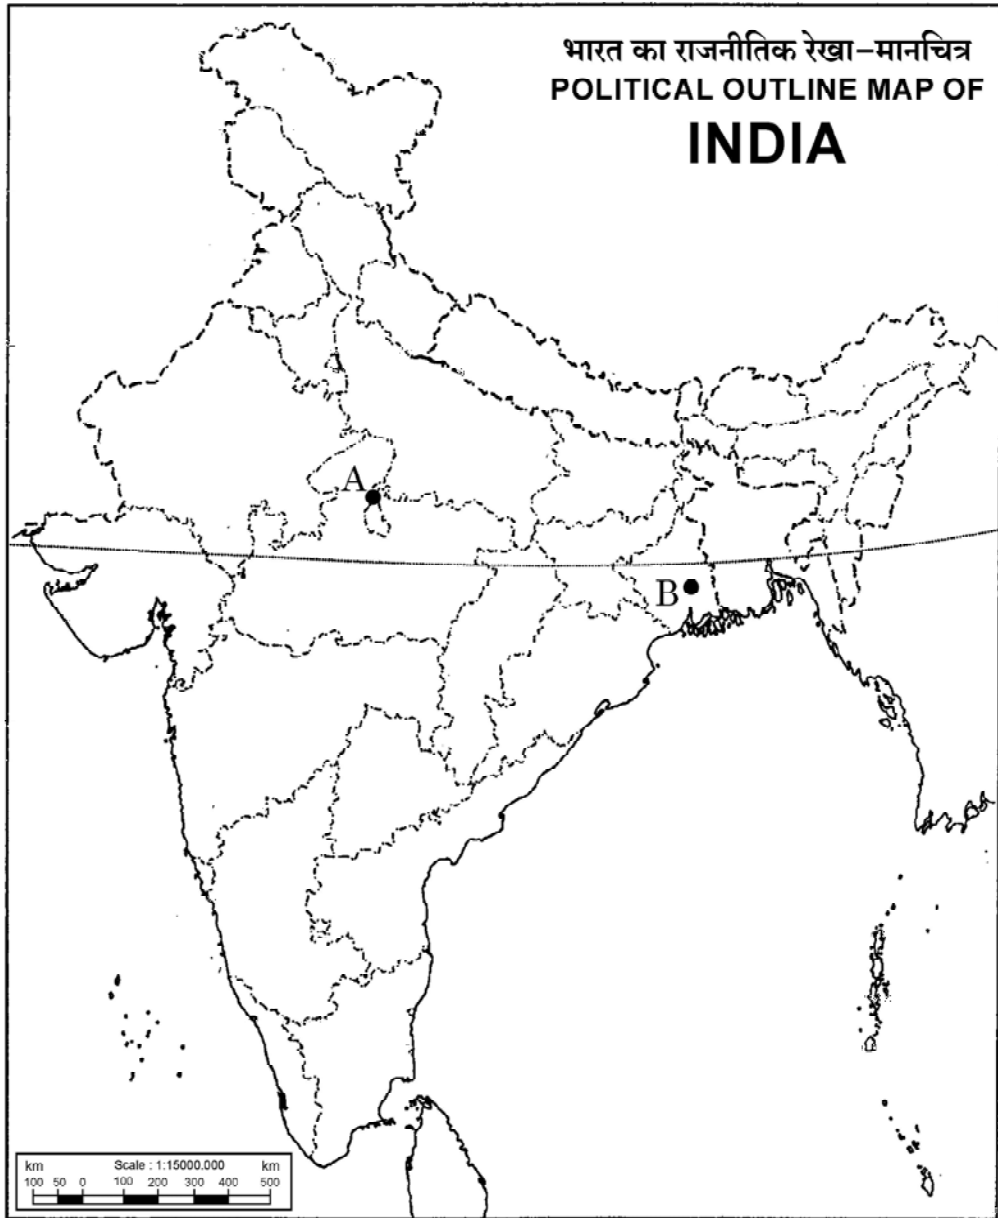 भारत का राजनीतिक रेखा–मानचित्र
POLITICAL OUTLINE MAP OF
INDIA
A
B
km Scale : 1:15000.000 km
100 50 0 100 200 300 400 500